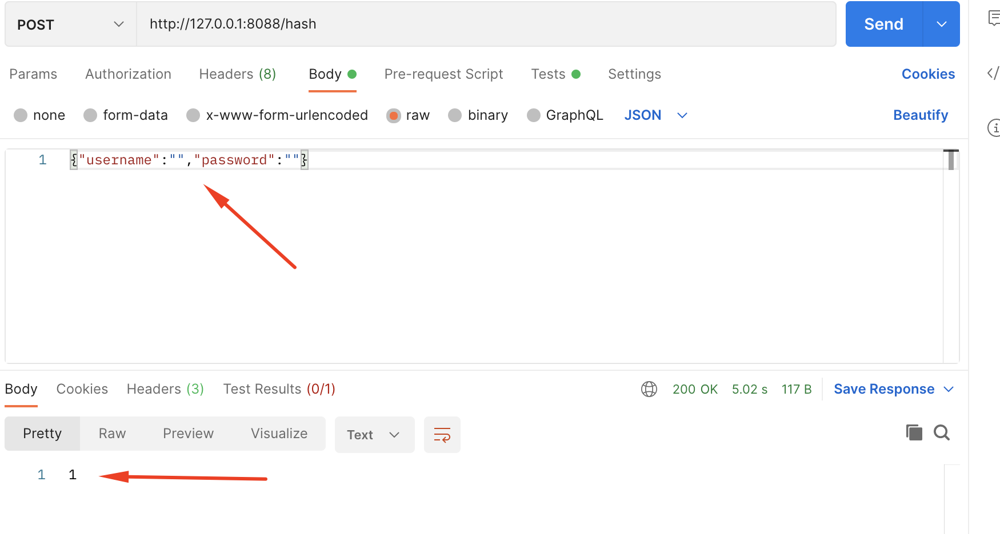 POST http://127.0.0.1:8088/hash Send
Params Authorization Headers (8) Body Pre-request Script Tests Settings Cookies
none form-data x-www-form-urlencoded raw binary GraphQL JSON Beautify
1 {"username":"","password":""}
Body Cookies Headers (3) Test Results (0/1) 200 OK 5.02 s 117 B Save Response
Pretty Raw Preview Visualize Text
1 1